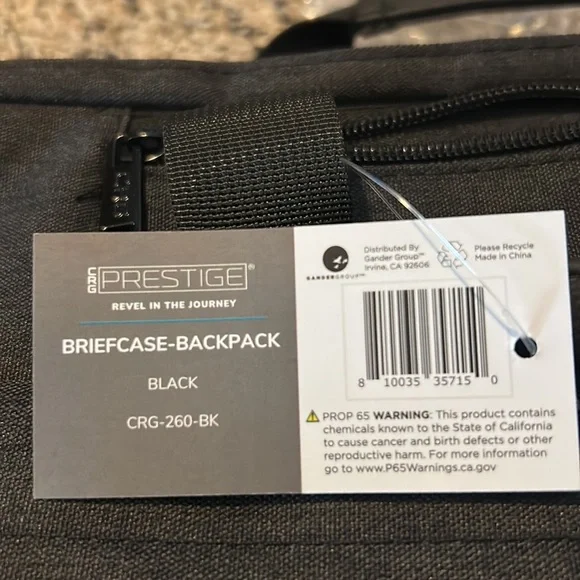 CRG PRESTIGE®
REVEL IN THE JOURNEY
BRIEFCASE-BACKPACK
BLACK
CRG-260-BK
GANDERGROUP™
Distributed By
Gander Group™
Irvine, CA 92606
Please Recycle
Made in China
8 10035 35715 0
PROP 65 WARNING: This product contains
chemicals known to the State of California
to cause cancer and birth defects or other
reproductive harm. For more information
go to www.P65Warnings.ca.gov